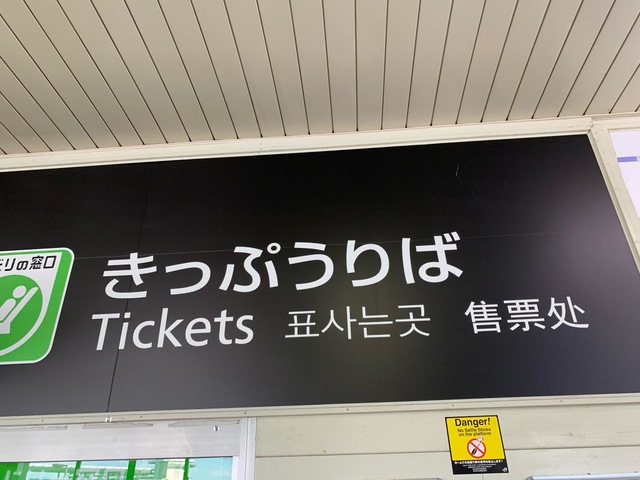 どりの窓口
きっぷうりば
Tickets 표사는곳 售票处
Danger!
No Selfie Sticks
on the platform